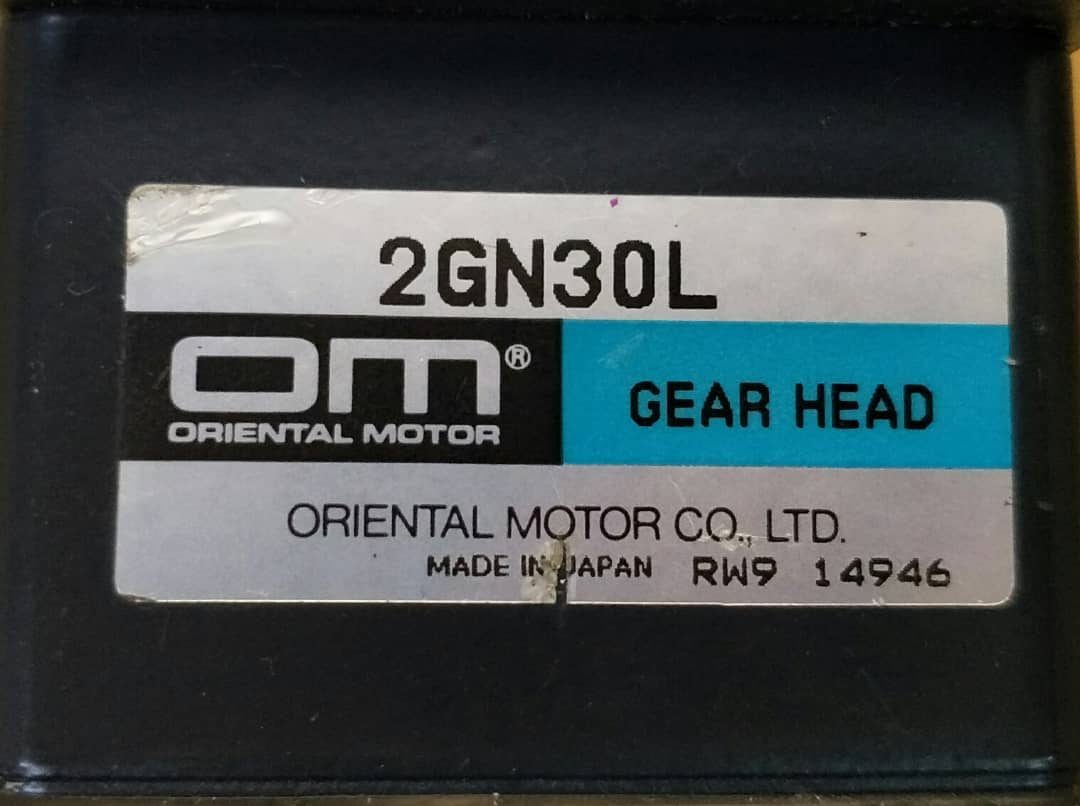 2GN30L
OM®
ORIENTAL MOTOR
GEAR HEAD
ORIENTAL MOTOR CO., LTD.
MADE IN JAPAN RW9 14946